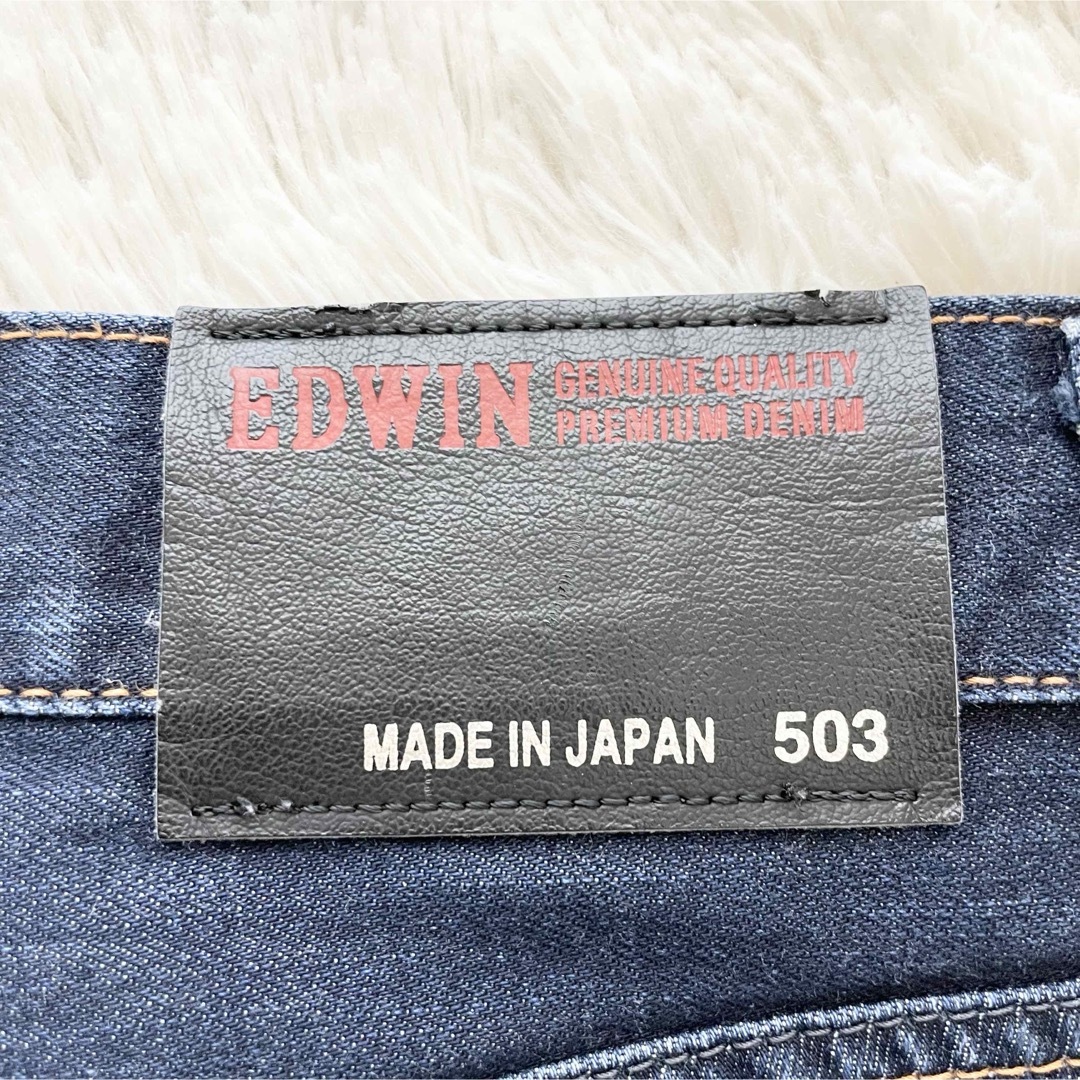 EDWIN GENUINE QUALITY
PREMIUM DENIM
MADE IN JAPAN 503